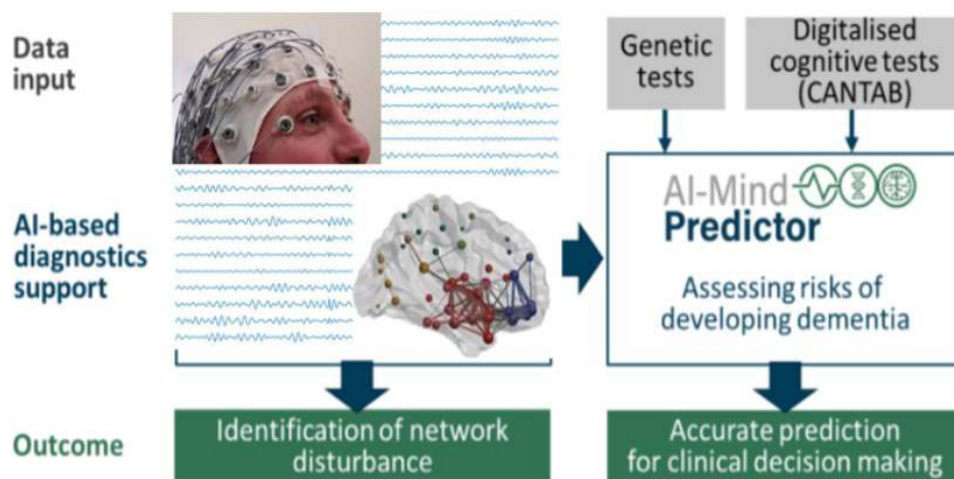 Data
input
Genetic
tests
Digitalised
cognitive tests
(CANTAB)
AI-based
diagnostics
support
AI-Mind
Predictor
Assessing risks of
developing dementia
Outcome
Identification of network
disturbance
Accurate prediction
for clinical decision making